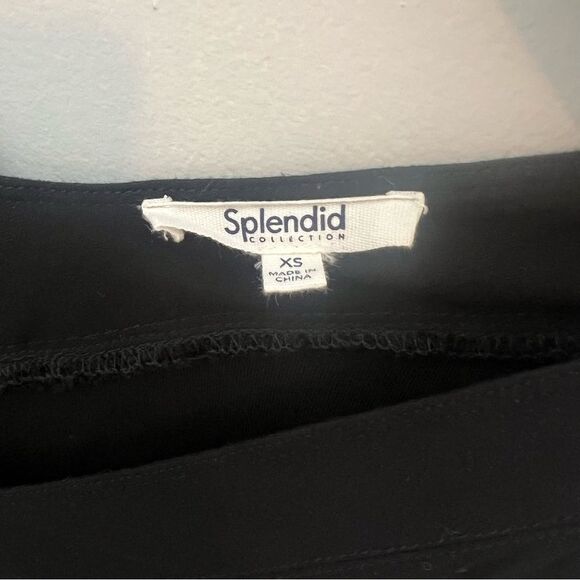 Splendid
COLLECTION
XS
MADE IN
CHINA